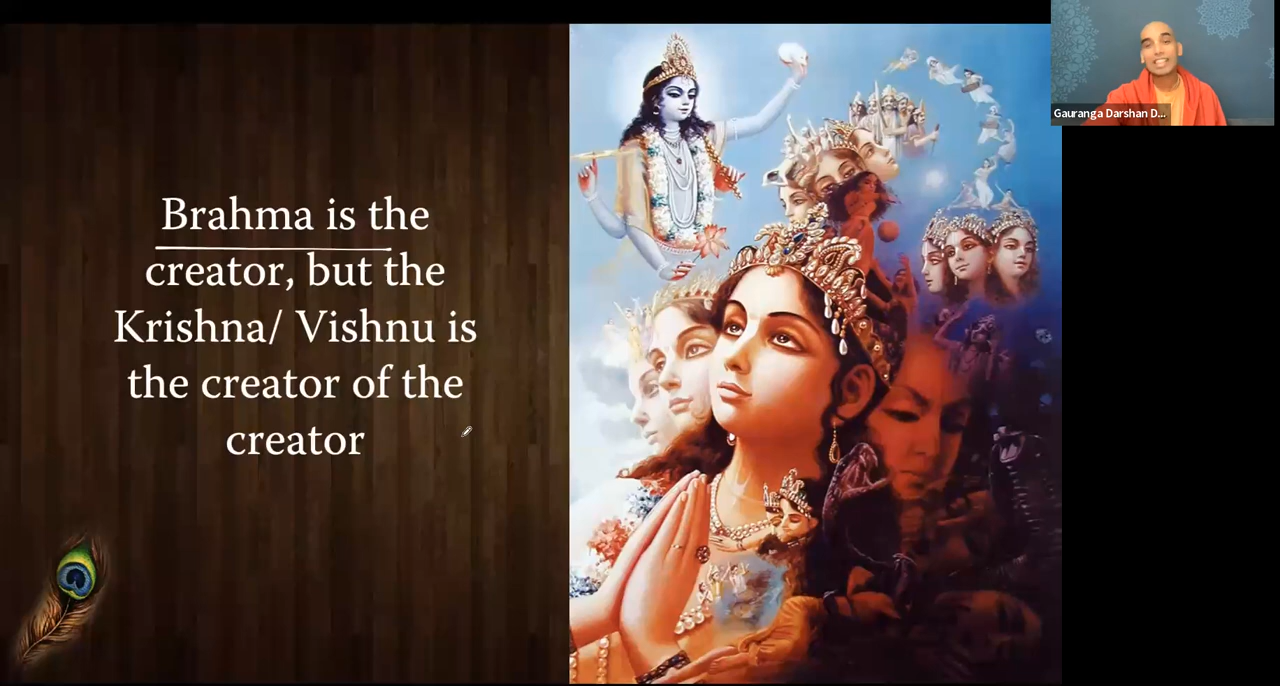 Brahma is the
creator, but the
Krishna/ Vishnu is
the creator of the
creator
Gauranga Darshan D...